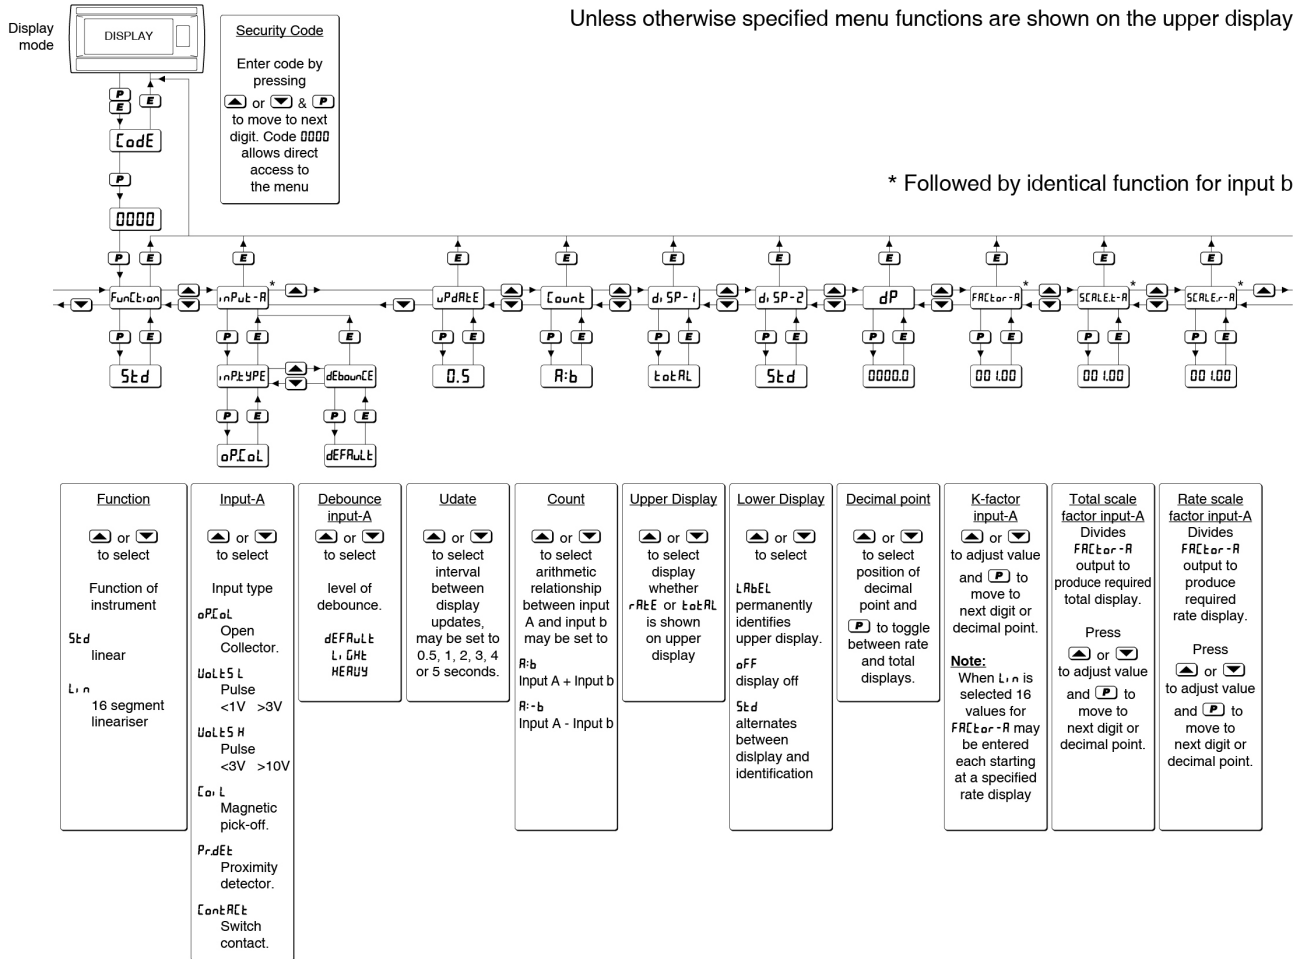 Unless otherwise specified menu functions are shown on the upper display
Display
mode
DISPLAY
Security Code
Enter code by
pressing
or & P
to move to next
digit. Code 0000
allows direct
access to
the menu
P
E
E
CodE
P
* Followed by identical function for input b
0000
P E E E E E E E E E E
FunCtion
inPut-A *
uPdAtE
Count
diSP-1
diSP-2
dP
FACtor-A *
SCALE.t-A *
SCALE.r-A *
P E P E E P E P E P E P E P E P E P E P E
Std
inP.tYPE
dEbounCE
0.5
A:b
totAL
Std
0000.0
001.00
001.00
001.00
P E P E
oP.CoL
dEFAuLt
Function
or
to select
Function of
instrument
Std
linear
Lin
16 segment
lineariser
Input-A
or
to select
Input type
oP.CoL
Open
Collector.
VoLtS L
Pulse
<1V >3V
VoLtS H
Pulse
<3V >10V
CoiL
Magnetic
pick-off.
Pr.dEt
Proximity
detector.
ContACt
Switch
contact.
Debounce
input-A
or
to select
level of
debounce.
dEFAuLt
LiGHt
HEAVY
Udate
or
to select
interval
between
display
updates,
may be set to
0.5, 1, 2, 3, 4
or 5 seconds.
Count
or
to select
arithmetic
relationship
between input
A and input b
may be set to
A:b
Input A + Input b
A:-b
Input A - Input b
Upper Display
or
to select
display
whether
rAtE or totAL
is shown
on upper
display
Lower Display
or
to select
LAbEL
permanently
identifies
upper display.
oFF
display off
Std
alternates
between
dislplay and
identification
Decimal point
or
to select
position of
decimal
point and
P to toggle
between rate
and total
displays.
K-factor
input-A
or
to adjust value
and P to
move to
next digit or
decimal point.
Note:
When Lin is
selected 16
values for
FACtor-A may
be entered
each starting
at a specified
rate display
Total scale
factor input-A
Divides
FACtor-A
output to
produce required
total display.
Press
or
to adjust value
and P to
move to
next digit or
decimal point.
Rate scale
factor input-A
Divides
FACtor-A
output to
produce
required
rate display.
Press
or
to adjust value
and P to
move to
next digit or
decimal point.